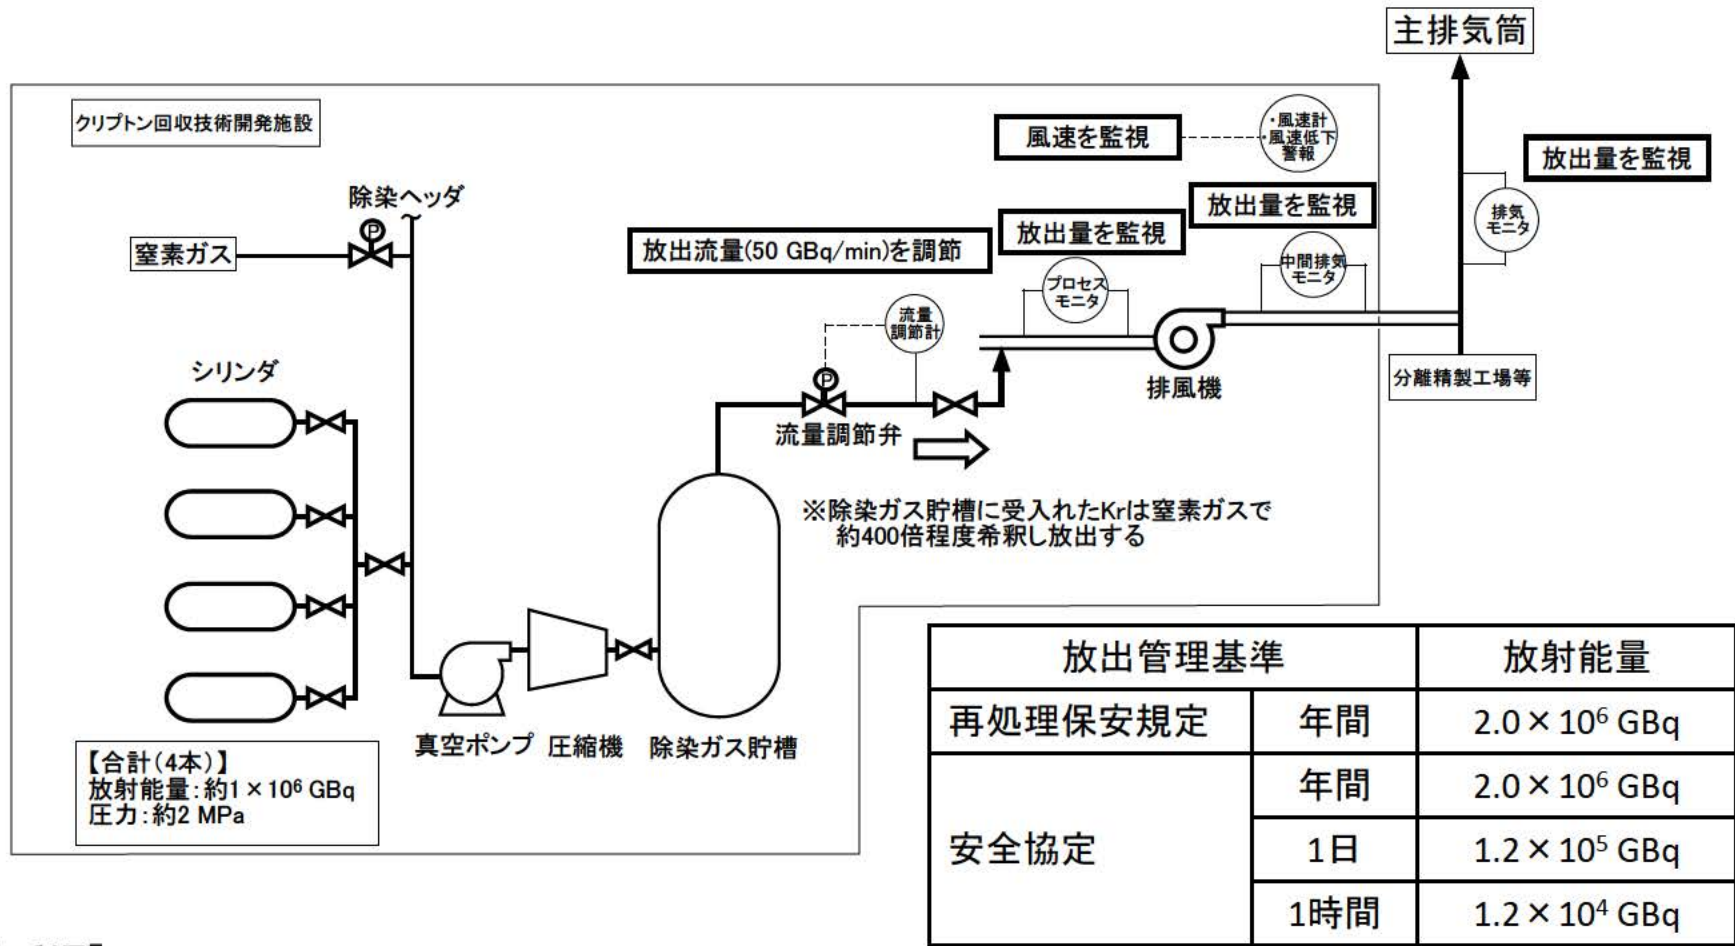 主排気筒
クリプトン回収技術開発施設
風速を監視
・風速計
・風速低下
警報
放出量を監視
除染ヘッダ
放出量を監視
排気
モニタ
窒素ガス
P
放出流量(50 GBq/min)を調節
放出量を監視
中間排気
モニタ
プロセス
モニタ
流量
調節計
シリンダ
P
排風機
分離精製工場等
流量調節弁
※除染ガス貯槽に受入れたKrは窒素ガスで
約400倍程度希釈し放出する
真空ポンプ
圧縮機
除染ガス貯槽
【合計(4本)】
放射能量:約1×10⁶ GBq
圧力:約2 MPa
放出管理基準 放射能量
再処理保安規定 年間 2.0×10⁶ GBq
安全協定 年間 2.0×10⁶ GBq
1日 1.2×10⁵ GBq
1時間 1.2×10⁴ GBq